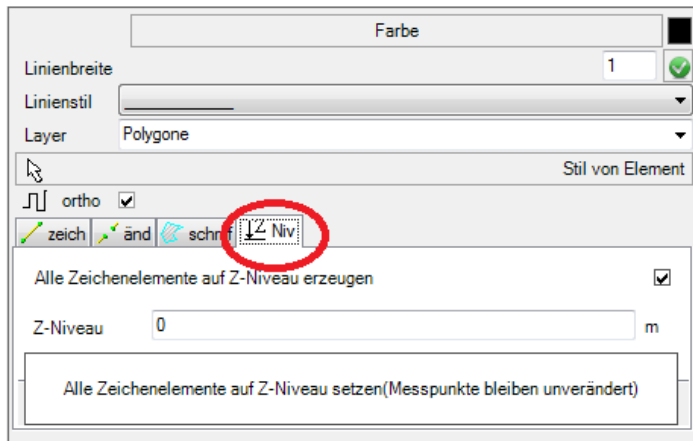 Farbe
Linienbreite 1
Linienstil
Layer Polygone
Stil von Element
ortho
zeich änd schraf Z Niv
Alle Zeichenelemente auf Z-Niveau erzeugen
Z-Niveau 0 m
Alle Zeichenelemente auf Z-Niveau setzen(Messpunkte bleiben unverändert)